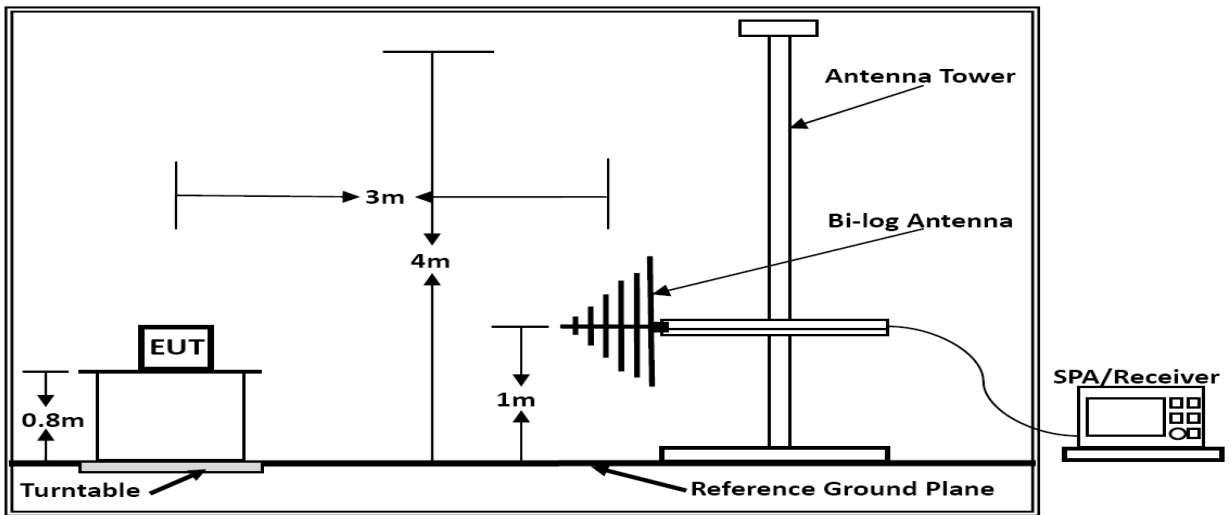 Antenna Tower
3m
Bi-log Antenna
4m
EUT
SPA/Receiver
1m
0.8m
Turntable
Reference Ground Plane